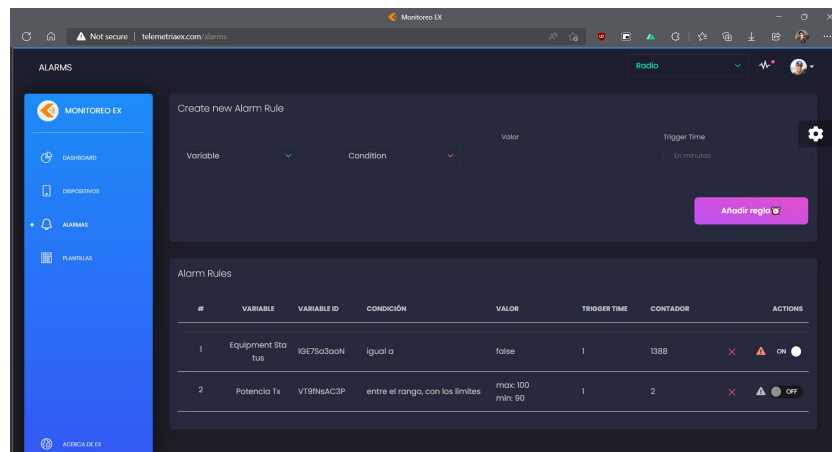 Monitoreo EX
Not secure | telemetriaex.com/alarms
ALARMS
Radio
MONITOREO EX
DASHBOARD
DISPOSITIVOS
ALARMAS
PLANTILLAS
ACERCA DE EX
Create new Alarm Rule
Valor
Trigger Time
Variable
Condition
En minutos
Añadir regla
Alarm Rules
# VARIABLE VARIABLE ID CONDICIÓN VALOR TRIGGER TIME CONTADOR ACTIONS
1 Equipment Sta
tus IGE7Sa3aoN igual a false 1 1388 ON
2 Potencia Tx VT9fNsAC3P entre el rango, con los limites max: 100
min: 90 1 2 OFF